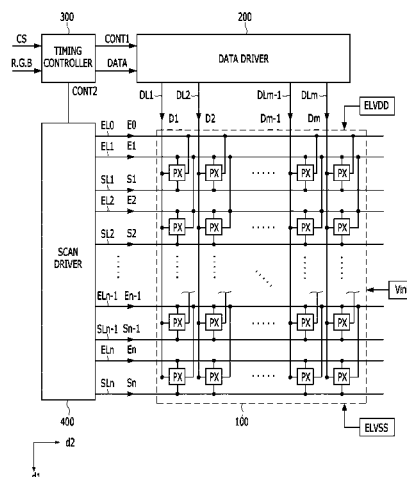 300
200
CS
R.G.B
TIMING
CONTROLLER
CONT1
DATA
DATA DRIVER
CONT2
DL1
DL2
DLm-1
DLm
ELVDD
D1
D2
Dm-1
Dm
EL0 E0
EL1 E1
PX PX ..... PX PX
SL1 S1
EL2 E2
PX PX ..... PX PX
SL2 S2
SCAN
DRIVER
Vin
ELn-1 En-1
PX PX ..... PX PX
SLn-1 Sn-1
ELn En
PX PX ..... PX PX
SLn Sn
400
100
ELVSS
d2
d1